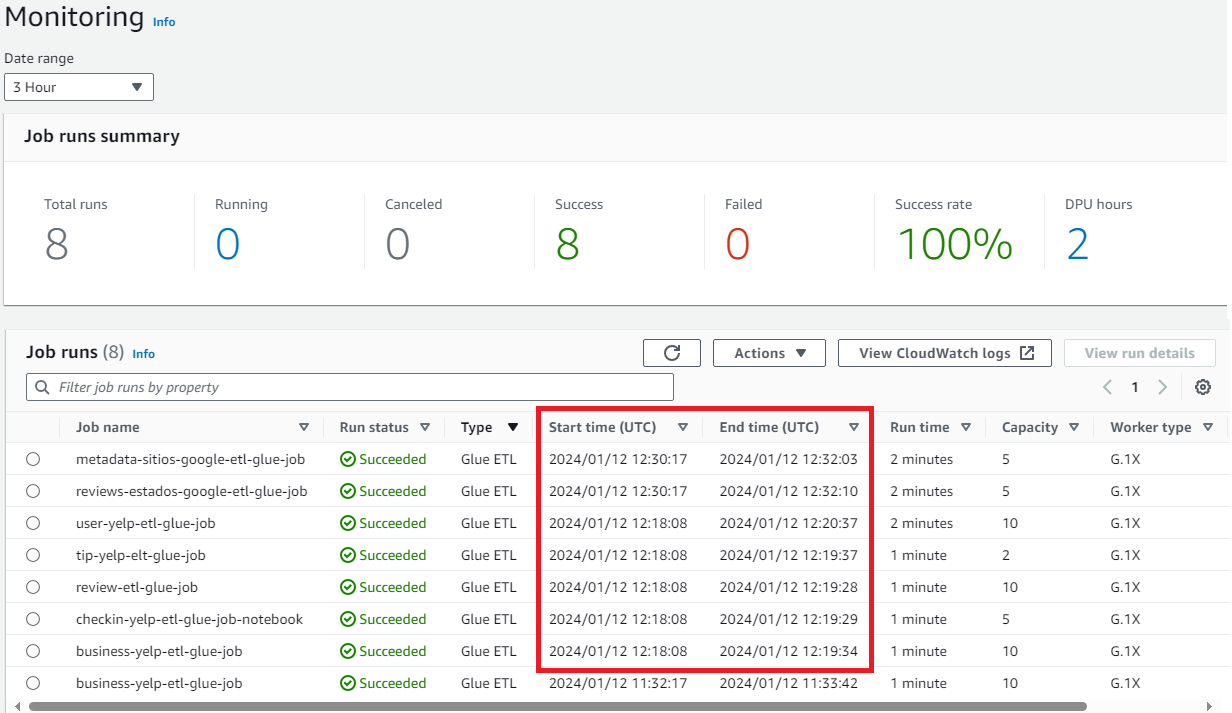 Monitoring Info
Date range
3 Hour
Job runs summary
Total runs Running Canceled Success Failed Success rate DPU hours
8 0 0 8 0 100% 2
Job runs (8) Info
Actions View CloudWatch logs View run details
Filter job runs by property 1
Job name Run status Type Start time (UTC) End time (UTC) Run time Capacity Worker type
metadata-sitios-google-etl-glue-job Succeeded Glue ETL 2024/01/12 12:30:17 2024/01/12 12:32:03 2 minutes 5 G.1X
reviews-estados-google-etl-glue-job Succeeded Glue ETL 2024/01/12 12:30:17 2024/01/12 12:32:10 2 minutes 5 G.1X
user-yelp-etl-glue-job Succeeded Glue ETL 2024/01/12 12:18:08 2024/01/12 12:20:37 2 minutes 10 G.1X
tip-yelp-elt-glue-job Succeeded Glue ETL 2024/01/12 12:18:08 2024/01/12 12:19:37 1 minute 2 G.1X
review-etl-glue-job Succeeded Glue ETL 2024/01/12 12:18:08 2024/01/12 12:19:28 1 minute 10 G.1X
checkin-yelp-etl-glue-job-notebook Succeeded Glue ETL 2024/01/12 12:18:08 2024/01/12 12:19:29 1 minute 5 G.1X
business-yelp-etl-glue-job Succeeded Glue ETL 2024/01/12 12:18:08 2024/01/12 12:19:34 1 minute 10 G.1X
business-yelp-etl-glue-job Succeeded Glue ETL 2024/01/12 11:32:17 2024/01/12 11:33:42 1 minute 10 G.1X